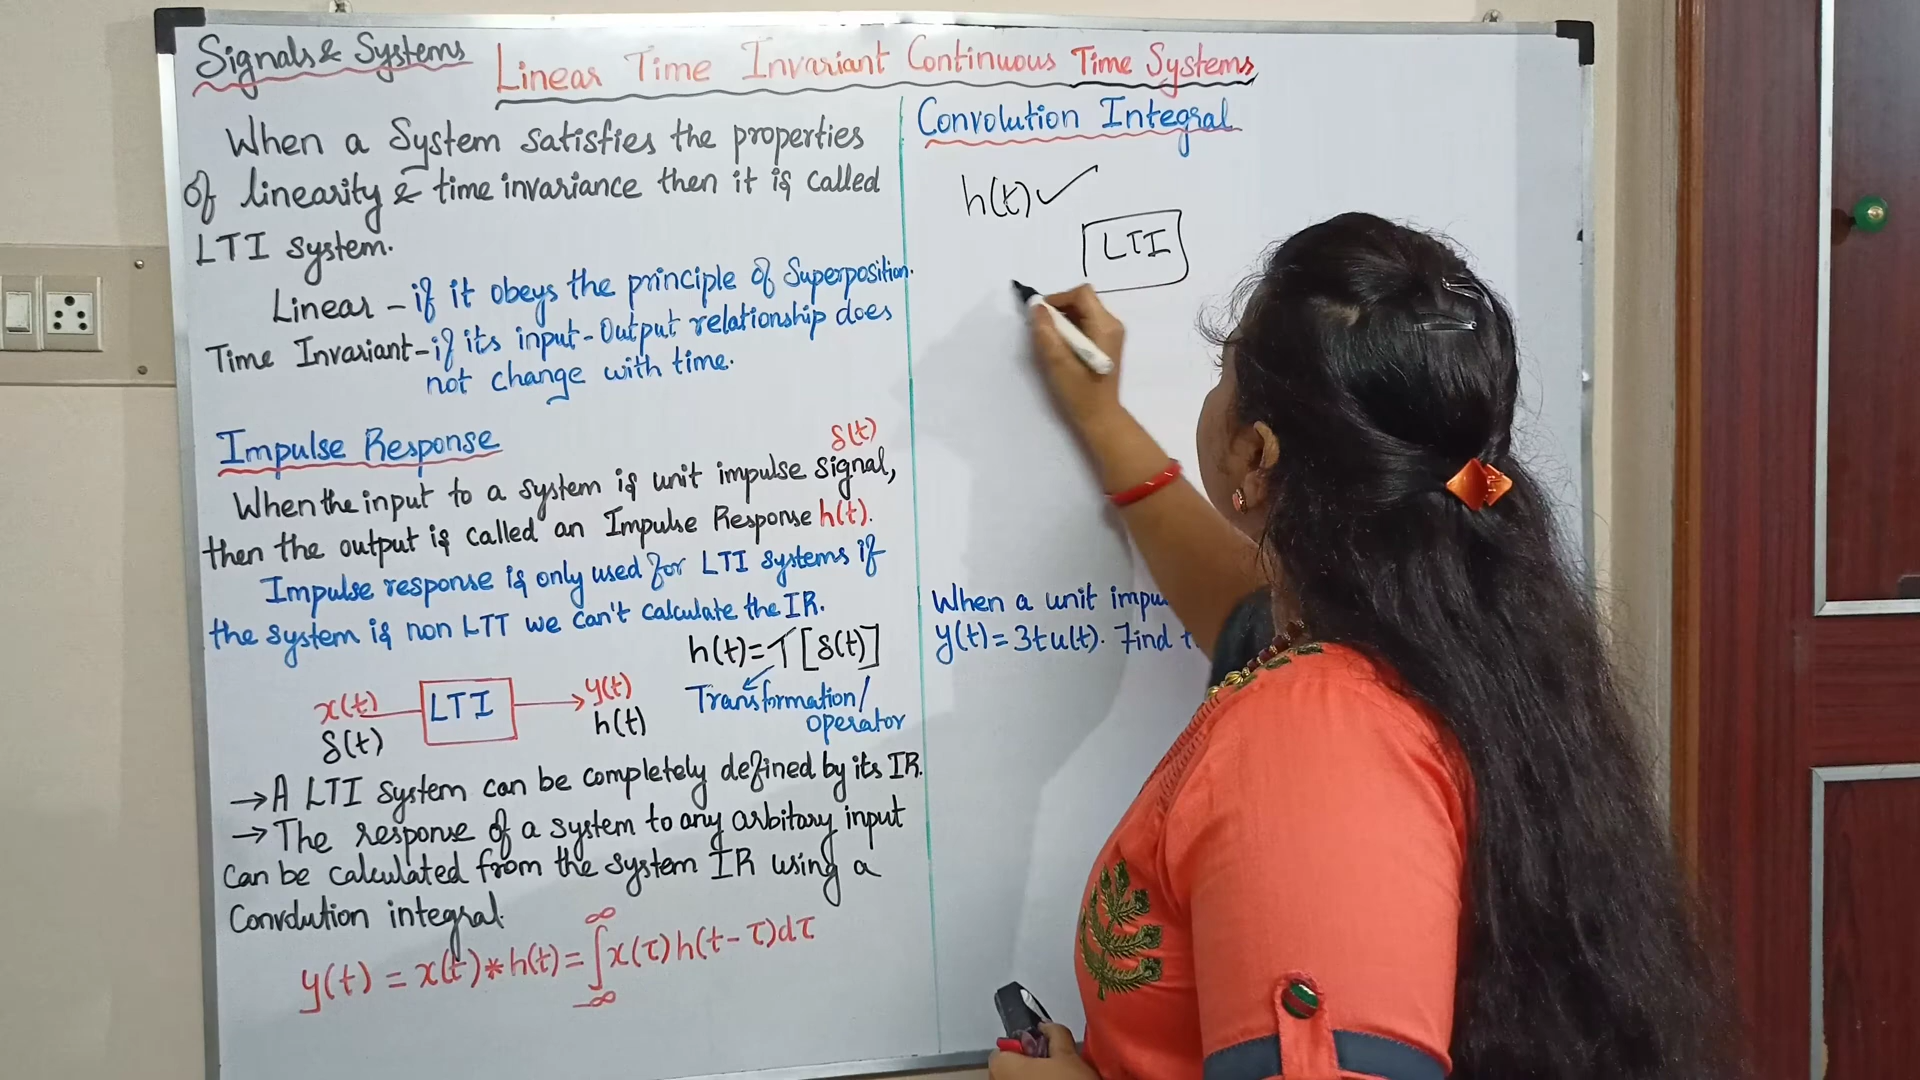 Signals & Systems
Linear Time Invariant Continuous Time Systems
When a System satisfies the properties
of linearity & time invariance then it is called
LTI system.
Linear - if it obeys the principle of Superposition.
Time Invariant - if its input-Output relationship does
not change with time.
Impulse Response
δ(t)
When the input to a system is unit impulse signal,
then the output is called an Impulse Response h(t).
Impulse response is only used for LTI systems if
the system is non LTI we can't calculate the IR.
h(t) = T[δ(t)]
Transformation/
operator
x(t) LTI y(t)
δ(t) h(t)
→ A LTI system can be completely defined by its IR.
→ The response of a system to any arbitary input
can be calculated from the system IR using a
Convolution integral.
y(t) = x(t) * h(t) = ∫_{-∞}^{∞} x(τ) h(t-τ) dτ
Convolution Integral
h(t) ✓
LTI
When a unit
y(t) = 3t u(t). Find